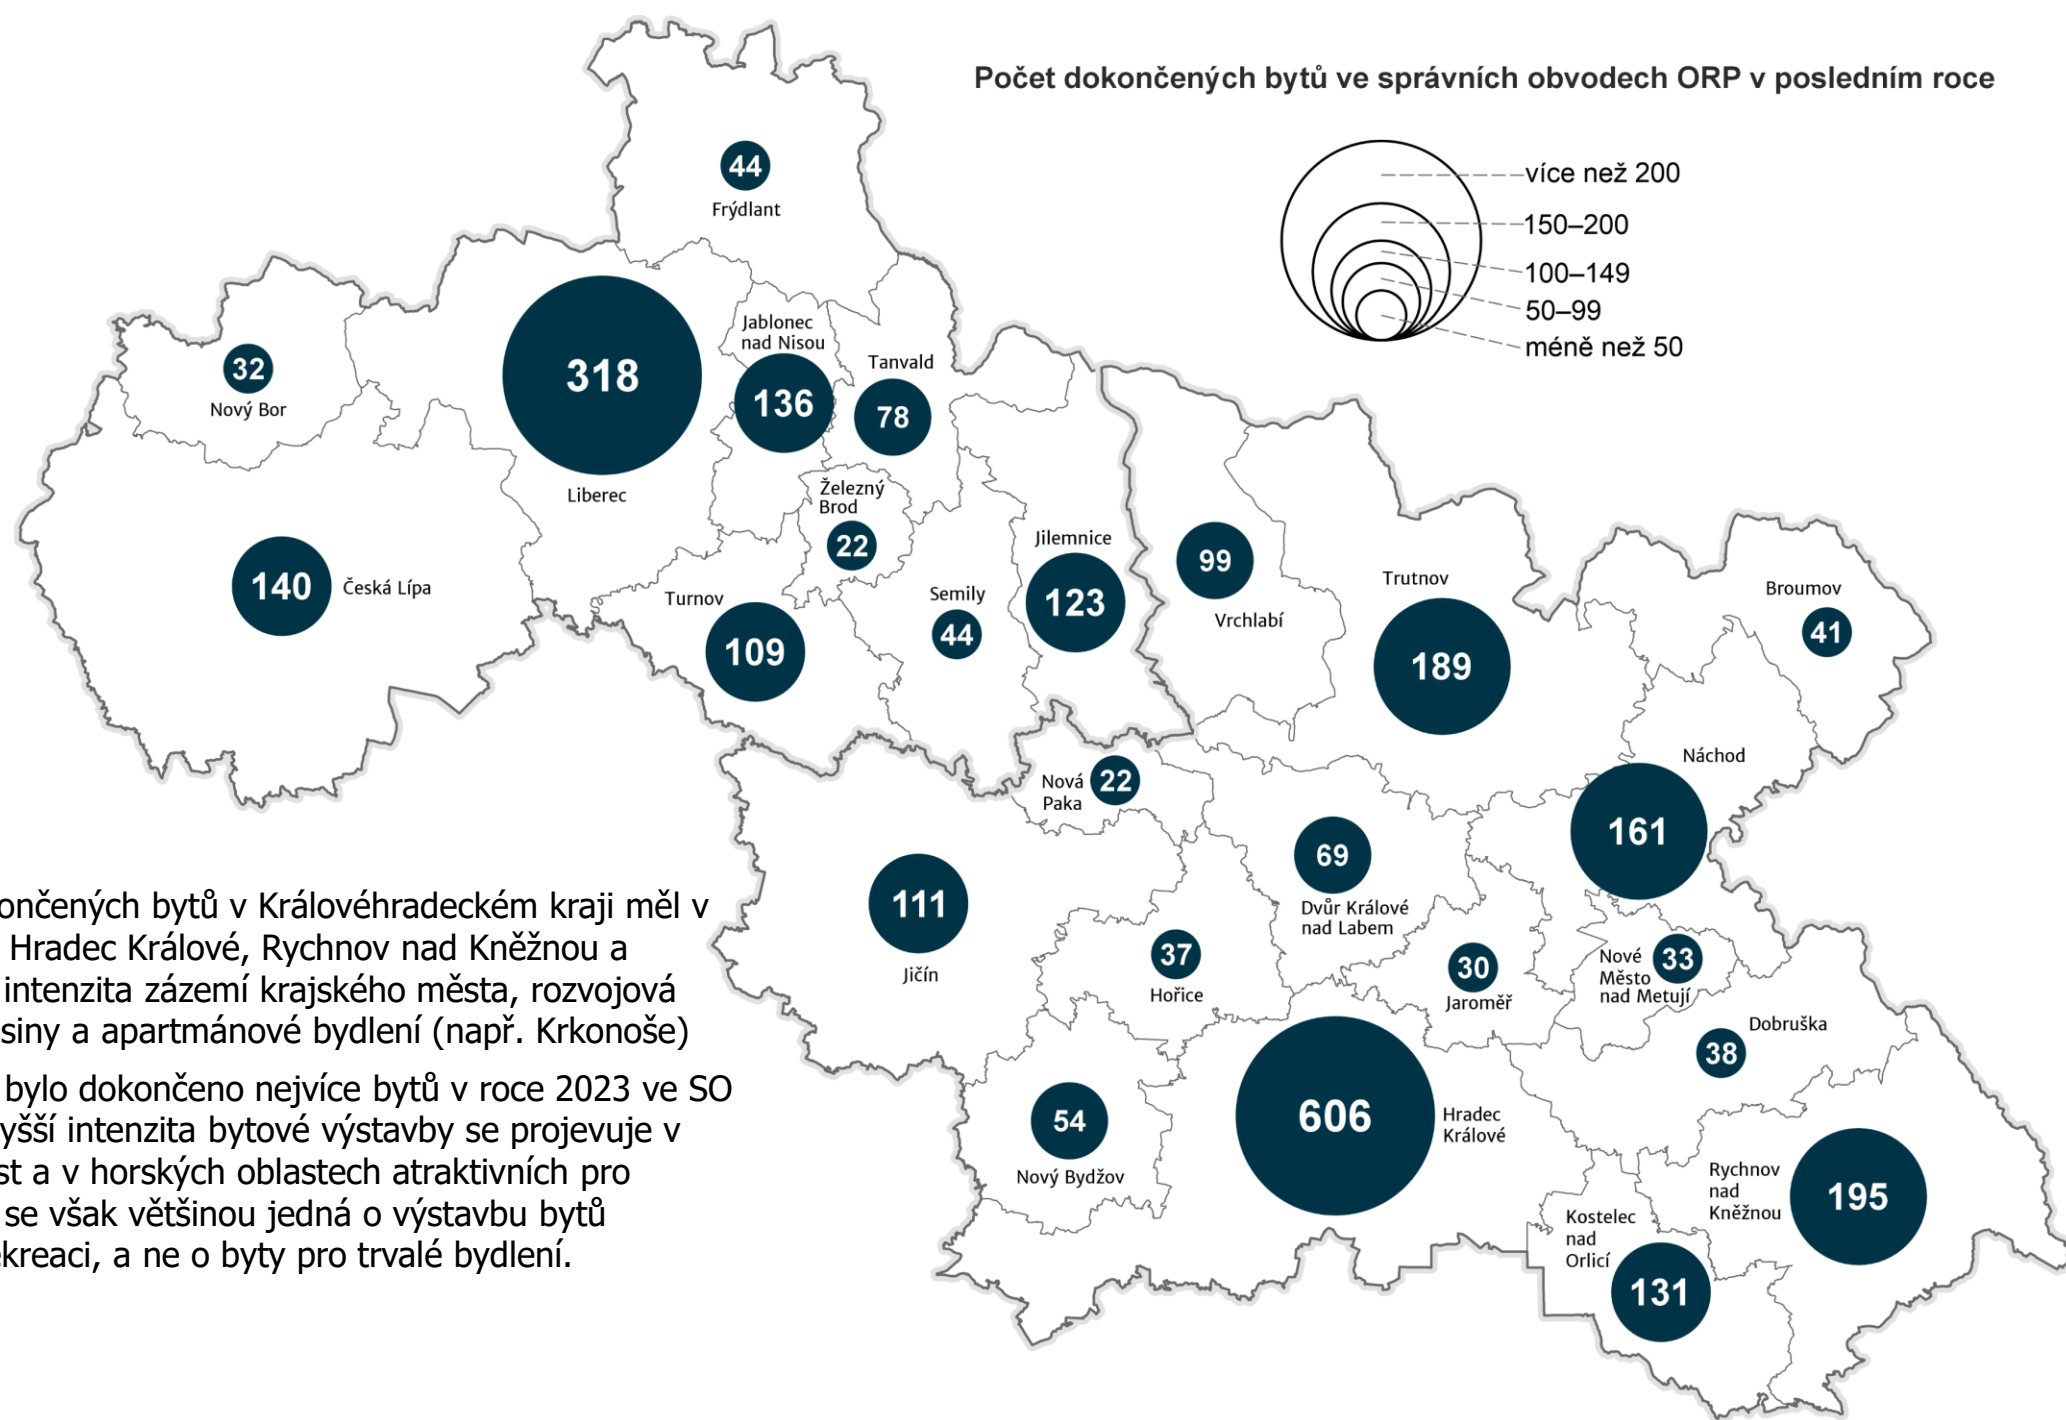 Počet dokončených bytů ve správních obvodech ORP v posledním roce
více než 200
150–200
100–149
50–99
méně než 50
44
Frýdlant
32
Nový Bor
318
Liberec
Jablonec
nad Nisou
136
Tanvald
78
Železný
Brod
22
140
Česká Lípa
Turnov
109
Semily
44
Jilemnice
123
99
Vrchlabí
Trutnov
189
Broumov
41
Náchod
161
Nová
Paka
22
69
Dvůr Králové
nad Labem
111
Jičín
37
Hořice
30
Jaroměř
Nové
Město
nad Metují
33
Dobruška
38
54
Nový Bydžov
606
Hradec
Králové
Rychnov
nad
Kněžnou
195
Kostelec
nad
Orlicí
131
ončených bytů v Královéhradeckém kraji měl v
Hradec Králové, Rychnov nad Kněžnou a
intenzita zázemí krajského města, rozvojová
siny a apartmánové bydlení (např. Krkonoše)
bylo dokončeno nejvíce bytů v roce 2023 ve SO
yšší intenzita bytové výstavby se projevuje v
st a v horských oblastech atraktivních pro
se však většinou jedná o výstavbu bytů
ekreaci, a ne o byty pro trvalé bydlení.